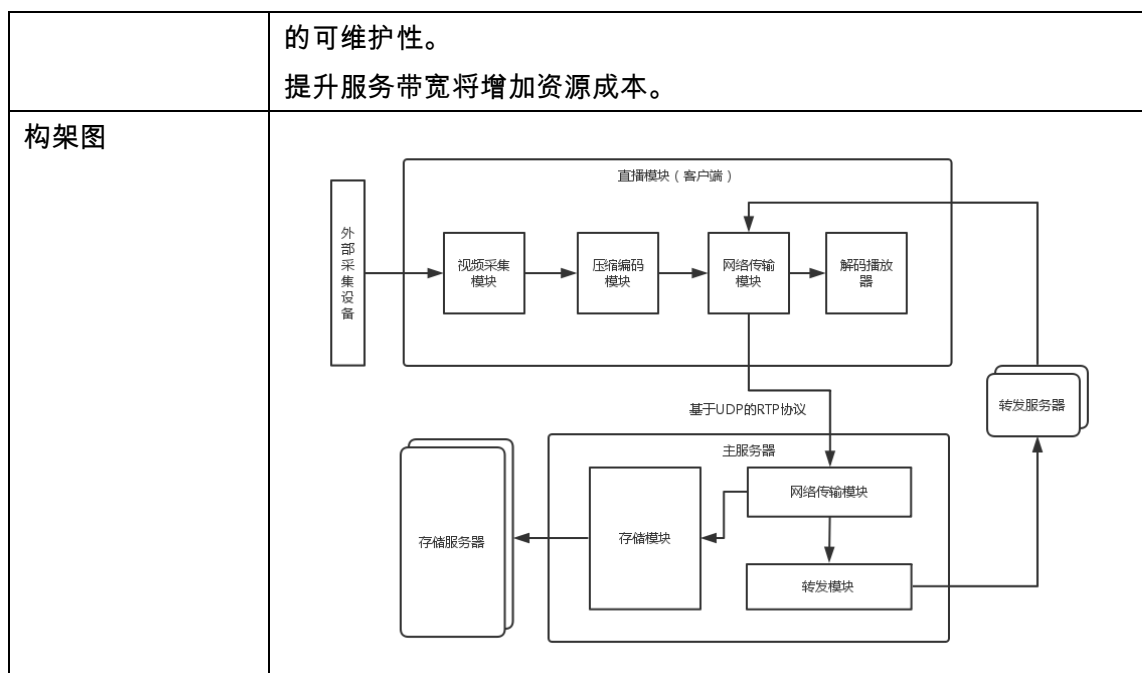 的可维护性。
提升服务带宽将增加资源成本。
构架图
直播模块（客户端）
外
部
采
集
设
备
视频采集
模块
压缩编码
模块
网络传输
模块
解码播放
器
转发服务器
基于UDP的RTP协议
主服务器
网络传输模块
存储服务器
存储模块
转发模块